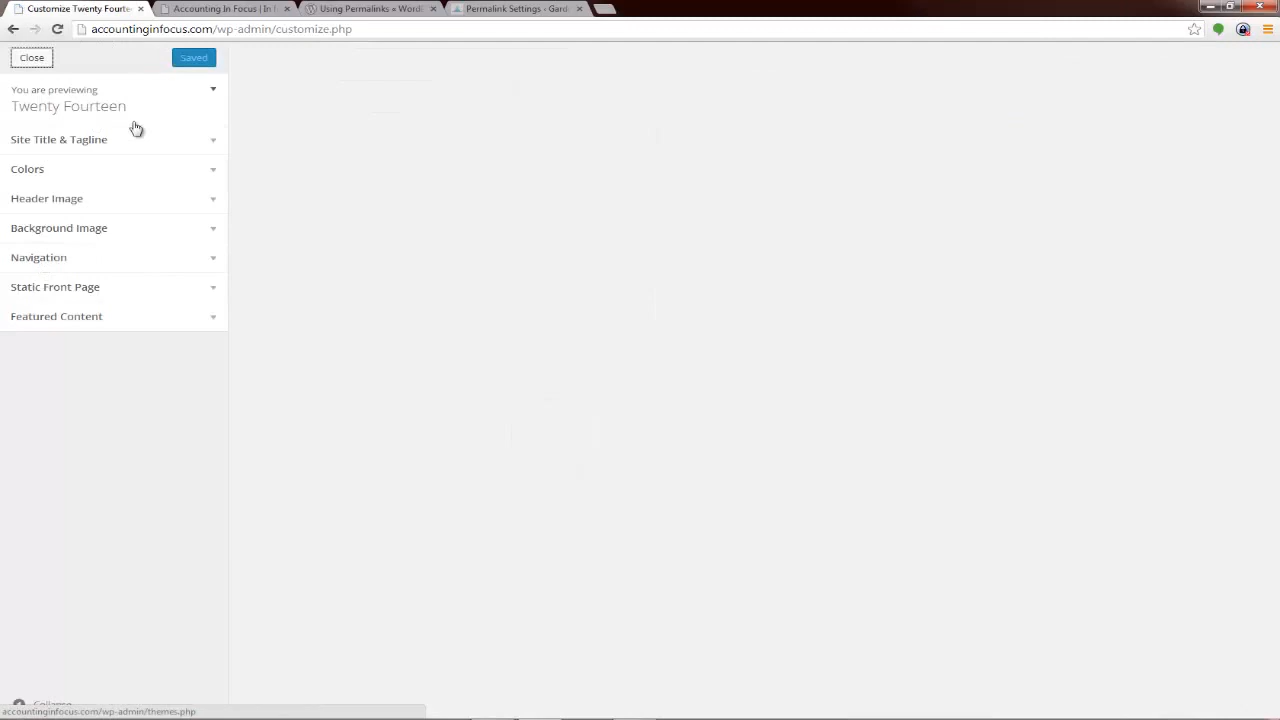 Customize Twenty Fourte
Accounting In Focus | In
Using Permalinks « Word
Permalink Settings ‹ Gard
accountinginfocus.com/wp-admin/customize.php
Close
Saved
You are previewing
Twenty Fourteen
Site Title & Tagline
Colors
Header Image
Background Image
Navigation
Static Front Page
Featured Content
Collapse
accountinginfocus.com/wp-admin/themes.php